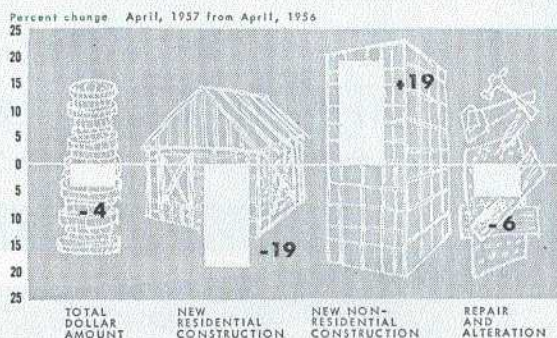 Percent change April, 1957 from April, 1956
25
20
15
10
5
0
5
10
15
20
25
- 4
- 19
+ 19
- 6
TOTAL
DOLLAR
AMOUNT
NEW
RESIDENTIAL
CONSTRUCTION
NEW NON-
RESIDENTIAL
CONSTRUCTION
REPAIR
AND
ALTERATION